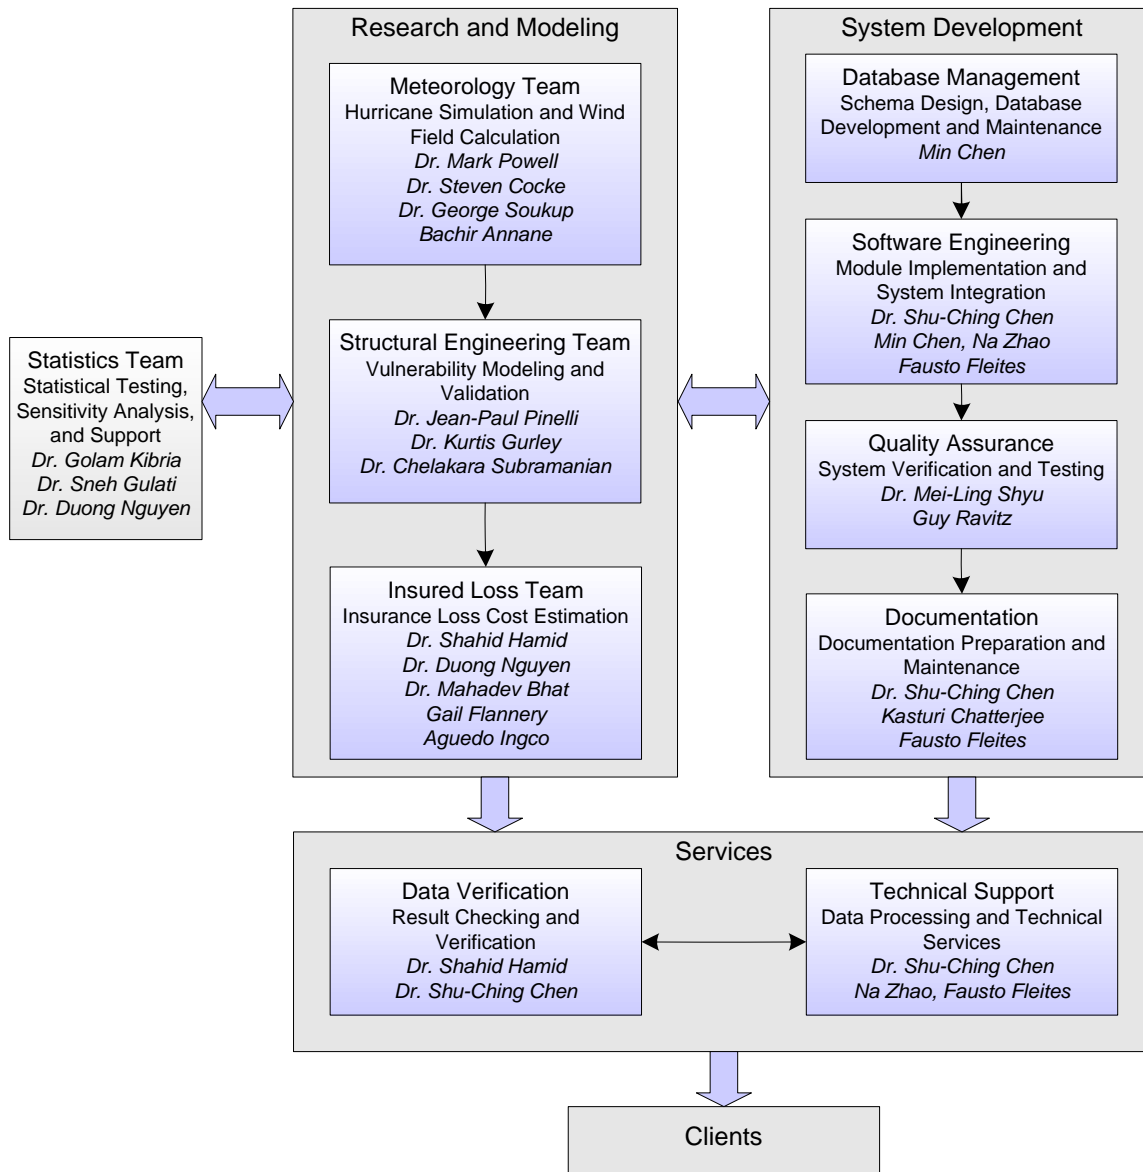 Research and Modeling
Meteorology Team
Hurricane Simulation and Wind
Field Calculation
Dr. Mark Powell
Dr. Steven Cocke
Dr. George Soukup
Bachir Annane
Structural Engineering Team
Vulnerability Modeling and
Validation
Dr. Jean-Paul Pinelli
Dr. Kurtis Gurley
Dr. Chelakara Subramanian
Insured Loss Team
Insurance Loss Cost Estimation
Dr. Shahid Hamid
Dr. Duong Nguyen
Dr. Mahadev Bhat
Gail Flannery
Aguedo Ingco
System Development
Database Management
Schema Design, Database
Development and Maintenance
Min Chen
Software Engineering
Module Implementation and
System Integration
Dr. Shu-Ching Chen
Min Chen, Na Zhao
Fausto Fleites
Quality Assurance
System Verification and Testing
Dr. Mei-Ling Shyu
Guy Ravitz
Documentation
Documentation Preparation and
Maintenance
Dr. Shu-Ching Chen
Kasturi Chatterjee
Fausto Fleites
Statistics Team
Statistical Testing,
Sensitivity Analysis,
and Support
Dr. Golam Kibria
Dr. Sneh Gulati
Dr. Duong Nguyen
Services
Data Verification
Result Checking and
Verification
Dr. Shahid Hamid
Dr. Shu-Ching Chen
Technical Support
Data Processing and Technical
Services
Dr. Shu-Ching Chen
Na Zhao, Fausto Fleites
Clients